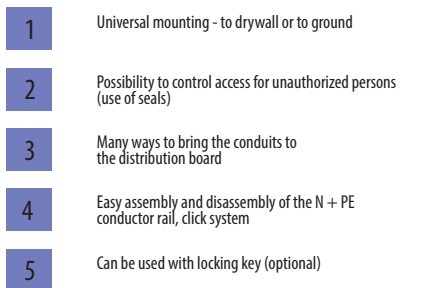 1 Universal mounting - to drywall or to ground
2 Possibility to control access for unauthorized persons
(use of seals)
3 Many ways to bring the conduits to
the distribution board
4 Easy assembly and disassembly of the N + PE
conductor rail, click system
5 Can be used with locking key (optional)